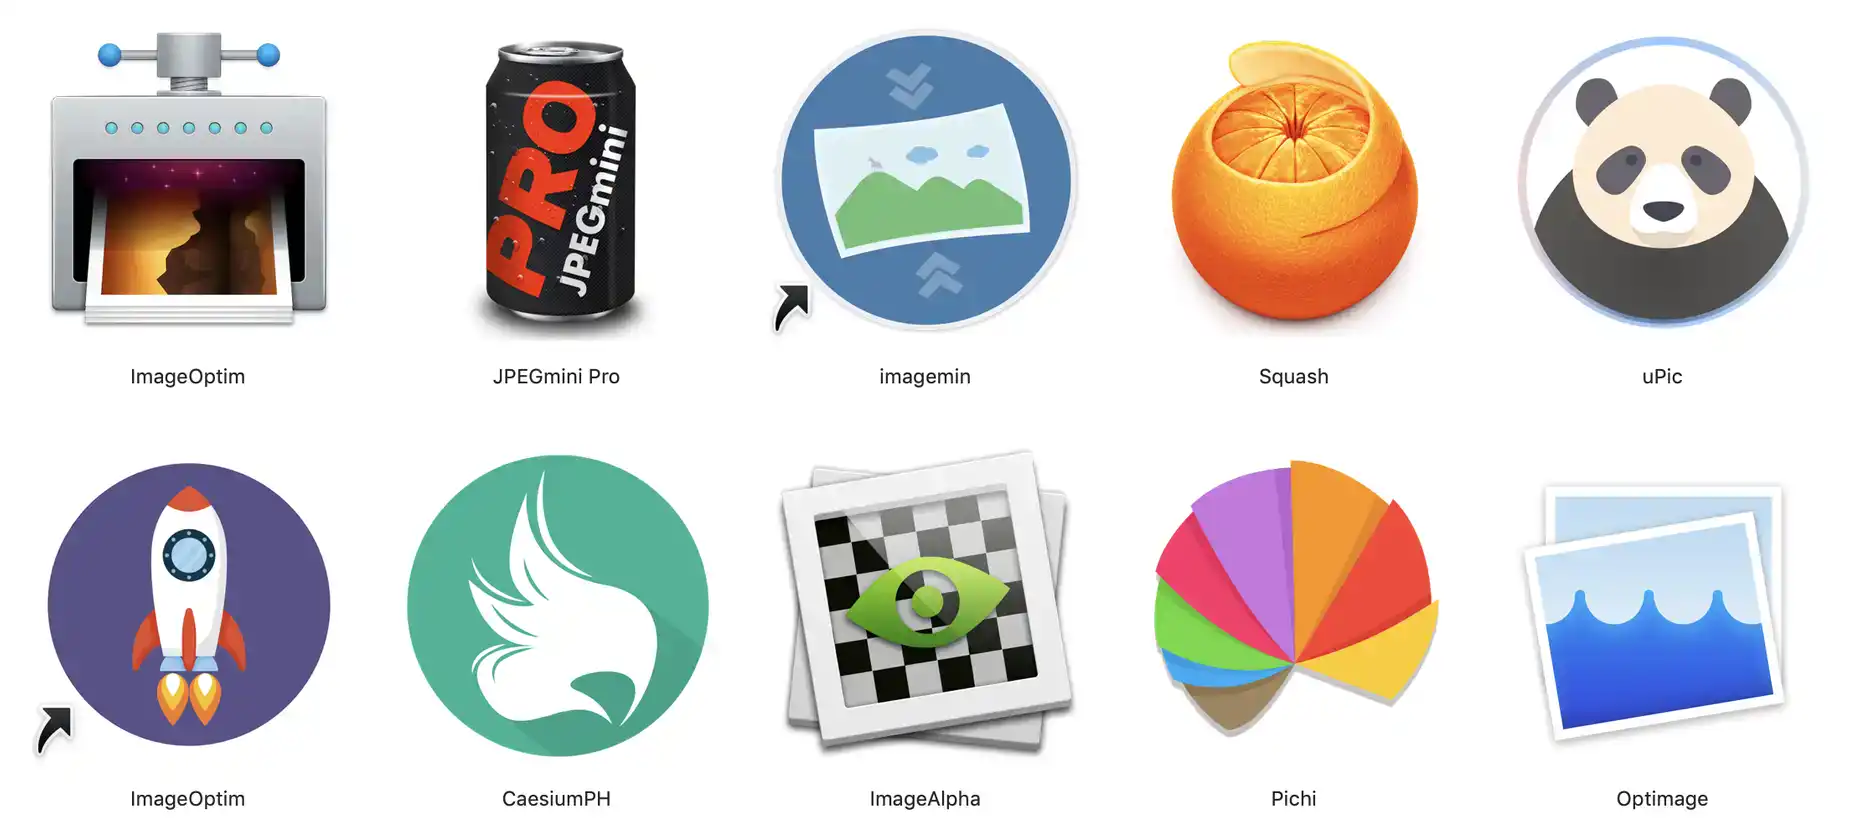 PRO
JPEGmini
ImageOptim
JPEGmini Pro
imagemin
Squash
uPic
ImageOptim
CaesiumPH
ImageAlpha
Pichi
Optimage